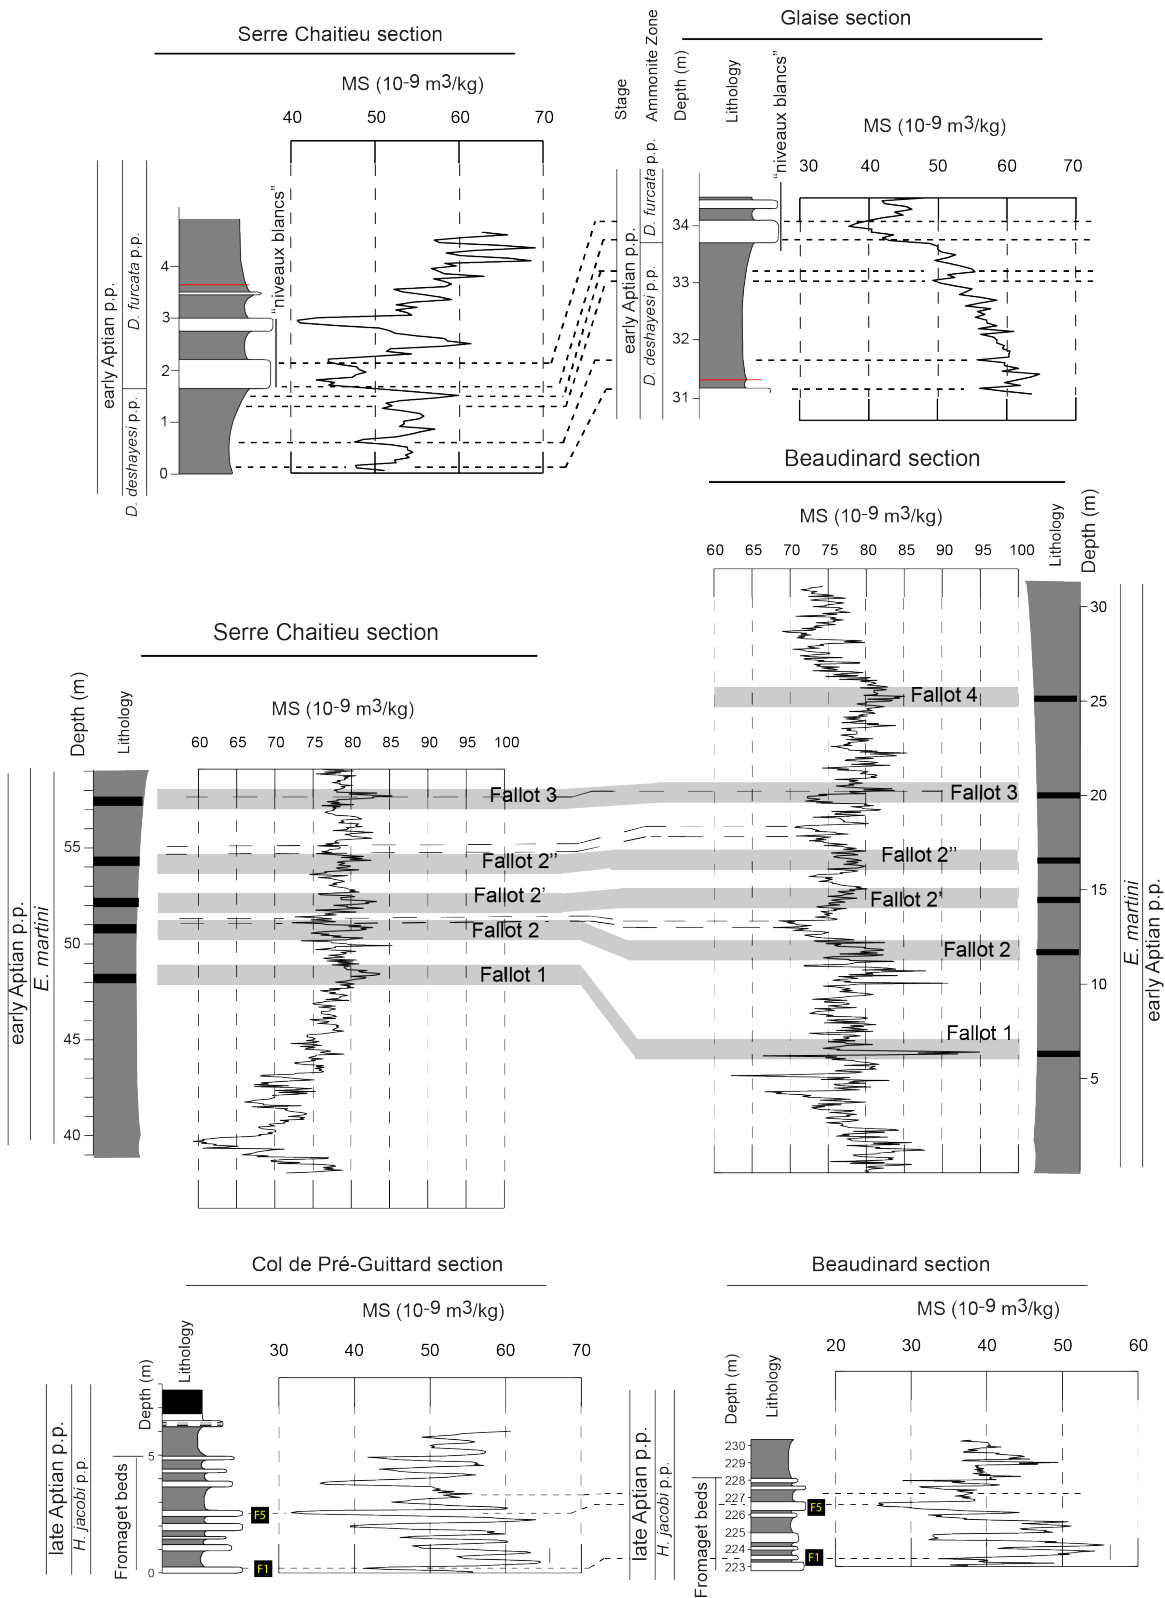 Serre Chaitieu section
MS (10-9 m3/kg)
40 50 60 70
early Aptian p.p.
D. furcata p.p.
D. deshayesi p.p.
4
3
2
1
0
"niveaux blancs"
Glaise section
Stage
Ammonite Zone
Depth (m)
Lithology
"niveaux blancs"
MS (10-9 m3/kg)
30 40 50 60 70
early Aptian p.p.
D. furcata p.p.
D. deshayesi p.p.
34
33
32
31
Serre Chaitieu section
Depth (m)
Lithology
MS (10-9 m3/kg)
60 65 70 75 80 85 90 95 100
early Aptian p.p.
E. martini
55
50
45
40
Fallot 3
Fallot 2''
Fallot 2'
Fallot 2
Fallot 1
Beaudinard section
MS (10-9 m3/kg)
60 65 70 75 80 85 90 95 100
Lithology
Depth (m)
Fallot 4
Fallot 3
Fallot 2''
Fallot 2'
Fallot 2
Fallot 1
30
25
20
15
10
5
E. martini
early Aptian p.p.
Col de Pré-Guittard section
MS (10-9 m3/kg)
Depth (m)
Lithology
30 40 50 60 70
late Aptian p.p.
H. jacobi p.p.
Fromaget beds
5
0
F5
F1
Beaudinard section
MS (10-9 m3/kg)
Depth (m)
Lithology
20 30 40 50 60
late Aptian p.p.
H. jacobi p.p.
Fromaget beds
230
229
228
227
226
225
224
223
F5
F1